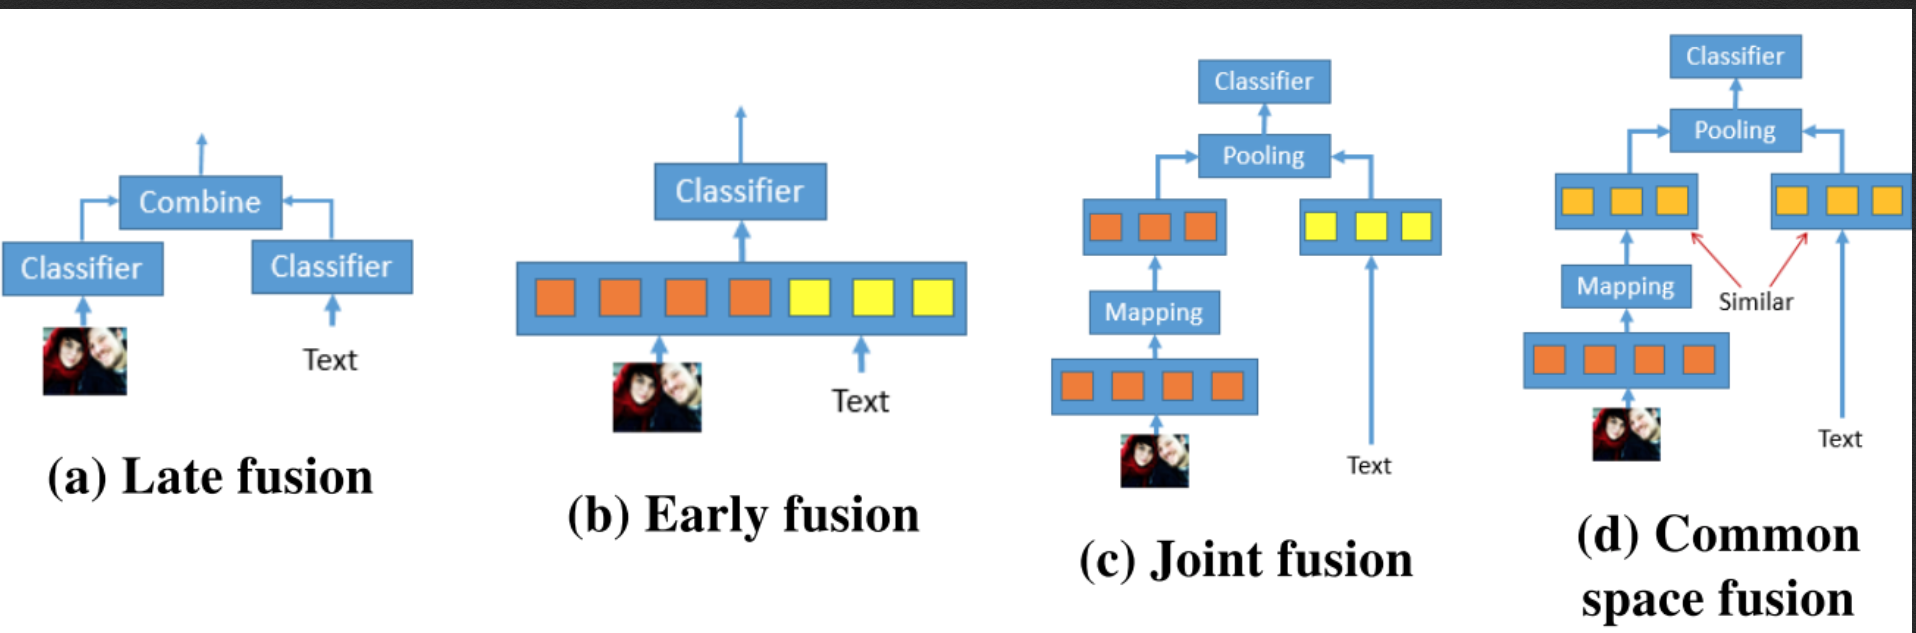 Combine
Classifier
Classifier
Text
(a) Late fusion
Classifier
Text
(b) Early fusion
Classifier
Pooling
Mapping
Text
(c) Joint fusion
Classifier
Pooling
Mapping
Similar
Text
(d) Common
space fusion